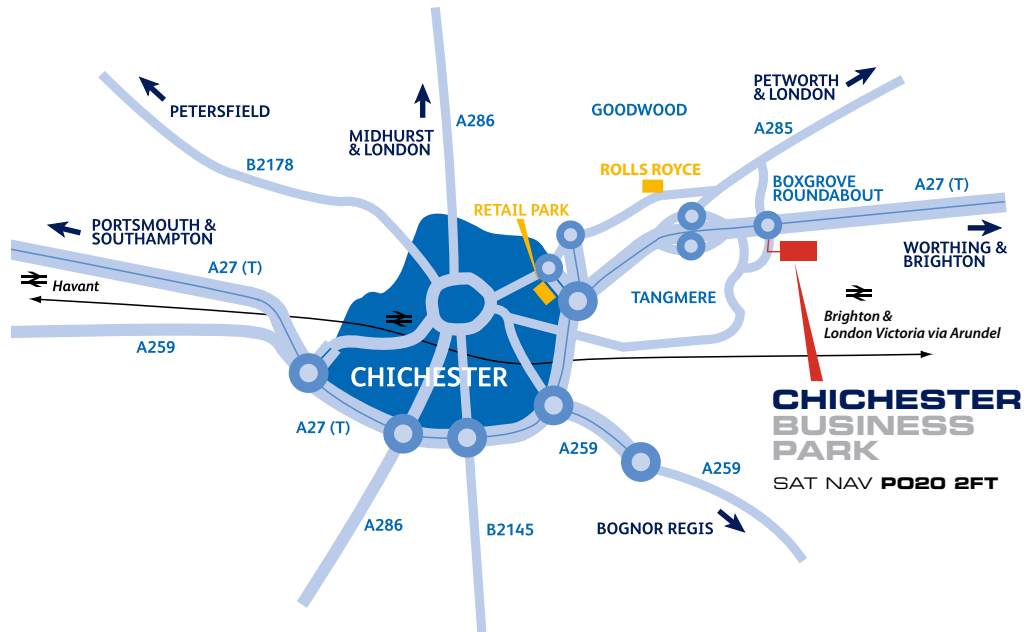 PETERSFIELD
B2178
MIDHURST
& LONDON
A286
GOODWOOD
PETWORTH
& LONDON
A285
ROLLS ROYCE
RETAIL PARK
BOXGROVE
ROUNDABOUT
A27 (T)
WORTHING &
BRIGHTON
PORTSMOUTH &
SOUTHAMPTON
A27 (T)
Havant
A259
TANGMERE
Brighton &
London Victoria via Arundel
CHICHESTER
A27 (T)
A259
A259
A286
B2145
BOGNOR REGIS
CHICHESTER
BUSINESS
PARK
SAT NAV PO20 2FT